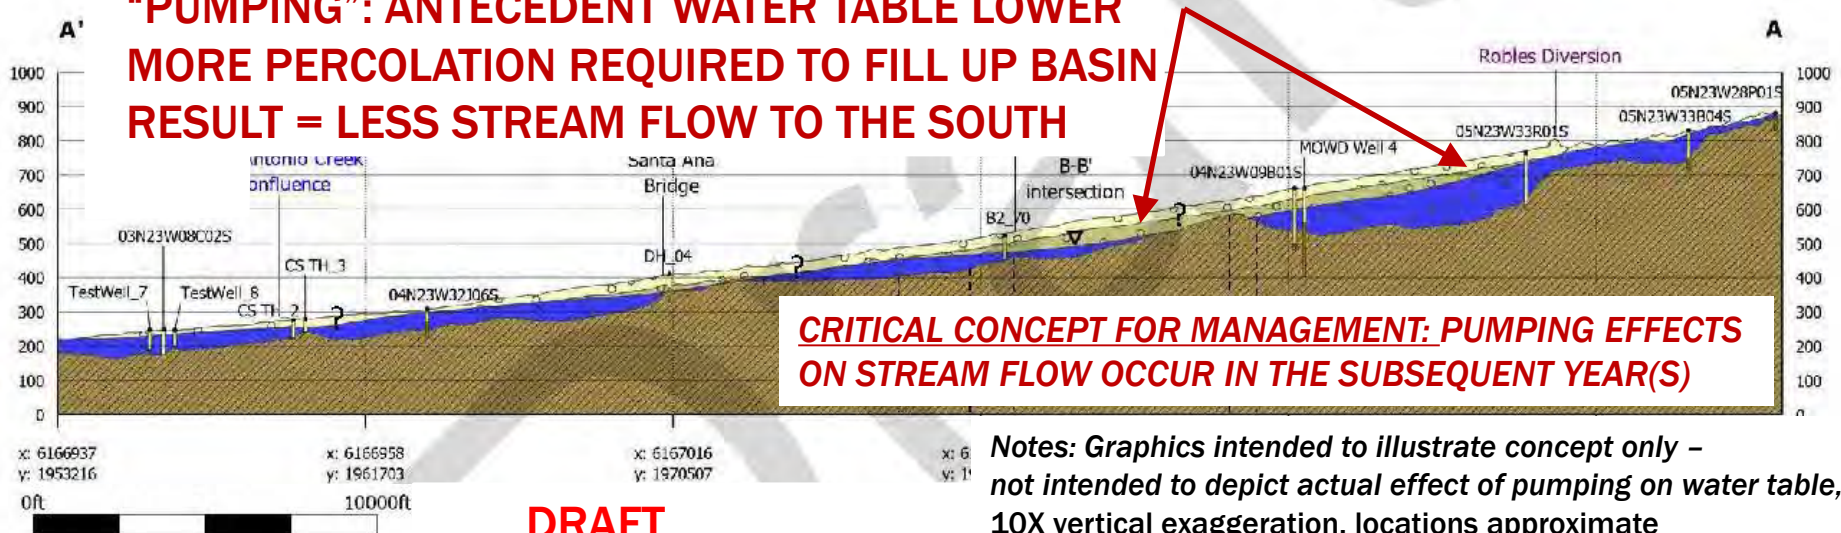 "PUMPING": ANTECEDENT WATER TABLE LOWER
MORE PERCOLATION REQUIRED TO FILL UP BASIN
RESULT = LESS STREAM FLOW TO THE SOUTH
A'
A
Robles Diversion
1000
900
800
700
600
500
400
300
200
100
0
1000
900
800
700
600
500
400
300
200
100
0
05N23W28P01S
05N23W33B04S
05N23W33R01S
MOWD Well 4
04N23W09B01S
ntonio Creek
onfluence
Santa Ana
Bridge
B-B'
intersection
B2_70
03N23W08C02S
CS TH_3
DH_04
TestWell_7
TestWell_8
CS TH_2
04N23W32J06S
?
?
?
CRITICAL CONCEPT FOR MANAGEMENT: PUMPING EFFECTS
ON STREAM FLOW OCCUR IN THE SUBSEQUENT YEAR(S)
x: 6166937
y: 1953216
x: 6166958
y: 1961703
x: 6167016
y: 1970507
x: 6
y: 1
0ft
10000ft
DRAFT
Notes: Graphics intended to illustrate concept only –
not intended to depict actual effect of pumping on water table,
10X vertical exaggeration, locations approximate